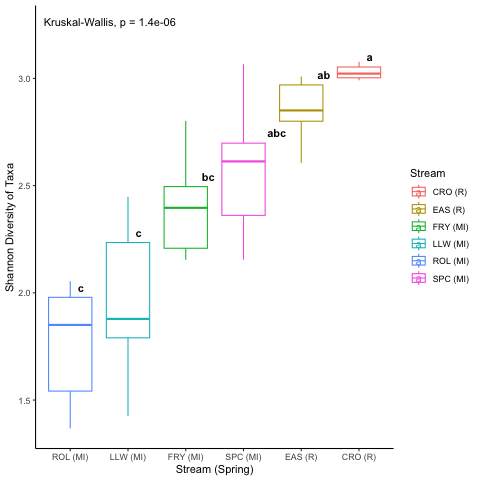 Kruskal-Wallis, p = 1.4e-06
a
ab
abc
bc
c
c
Shannon Diversity of Taxa
3.0
2.5
2.0
1.5
ROL (MI) LLW (MI) FRY (MI) SPC (MI) EAS (R) CRO (R)
Stream (Spring)
Stream
a CRO (R)
a EAS (R)
a FRY (MI)
a LLW (MI)
a ROL (MI)
a SPC (MI)